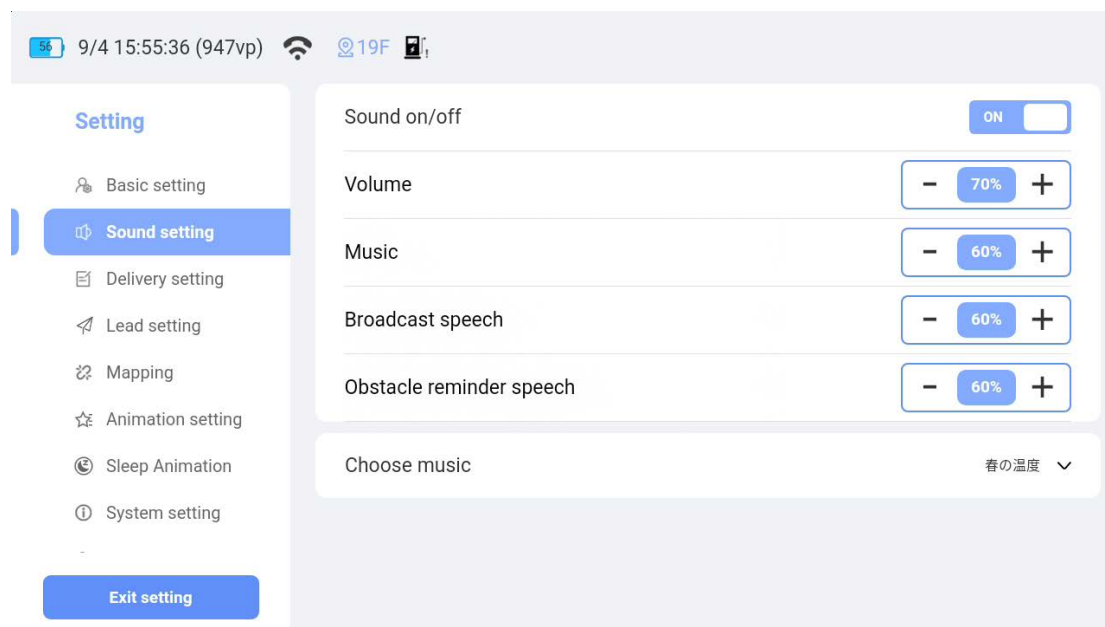 56 9/4 15:55:36 (947vp) 19F
Setting
Basic setting
Sound setting
Delivery setting
Lead setting
Mapping
Animation setting
Sleep Animation
System setting
Exit setting
Sound on/off ON
Volume - 70% +
Music - 60% +
Broadcast speech - 60% +
Obstacle reminder speech - 60% +
Choose music 春の温度